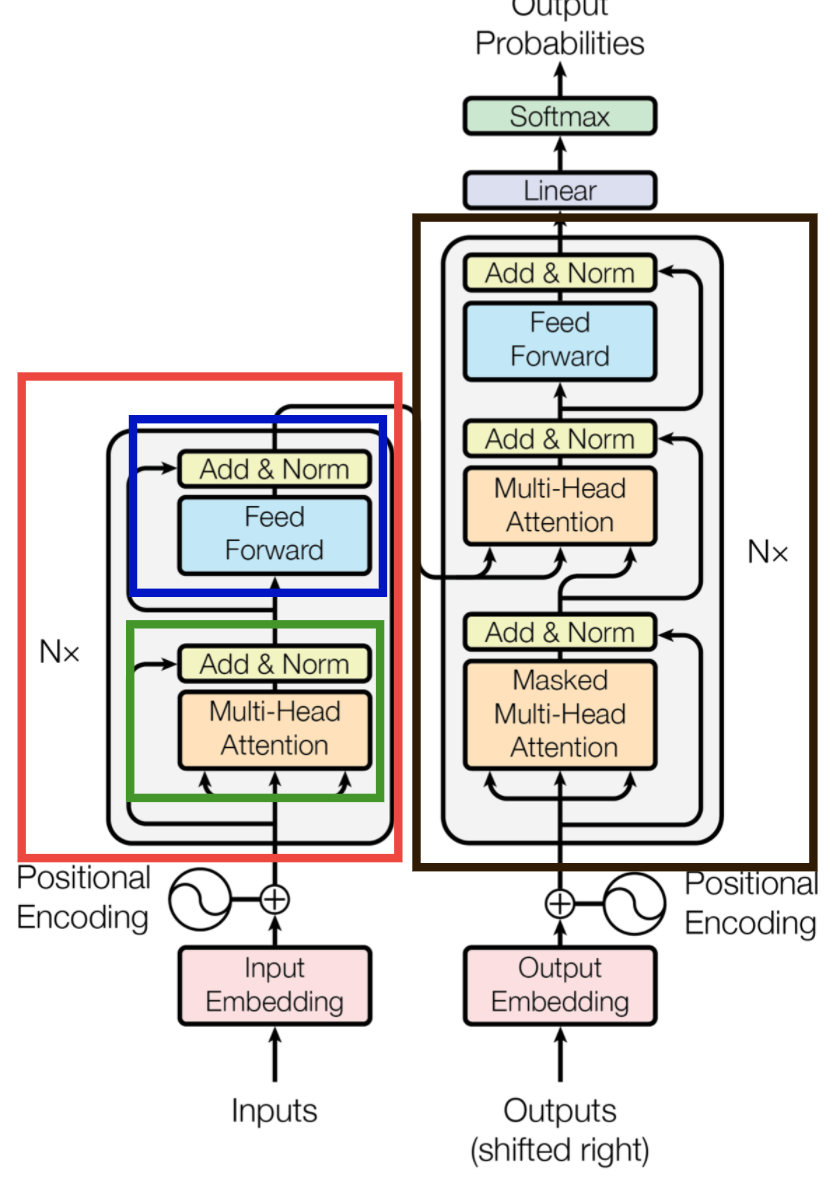 Output
Probabilities
Softmax
Linear
Add & Norm
Feed
Forward
Add & Norm
Multi-Head
Attention
Nx
Add & Norm
Masked
Multi-Head
Attention
Add & Norm
Feed
Forward
Nx
Add & Norm
Multi-Head
Attention
Positional
Encoding
Positional
Encoding
Input
Embedding
Output
Embedding
Inputs
Outputs
(shifted right)